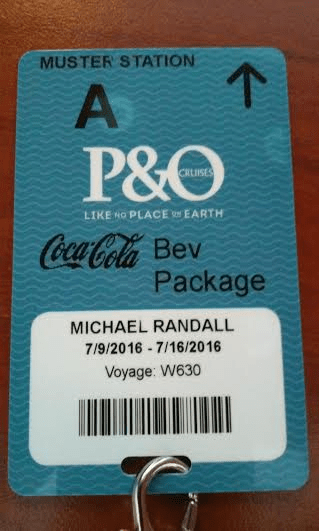 MUSTER STATION
A
P&O
CRUISES
LIKE NO PLACE ON EARTH
Coca-Cola Bev
Package
MICHAEL RANDALL
7/9/2016 - 7/16/2016
Voyage: W630